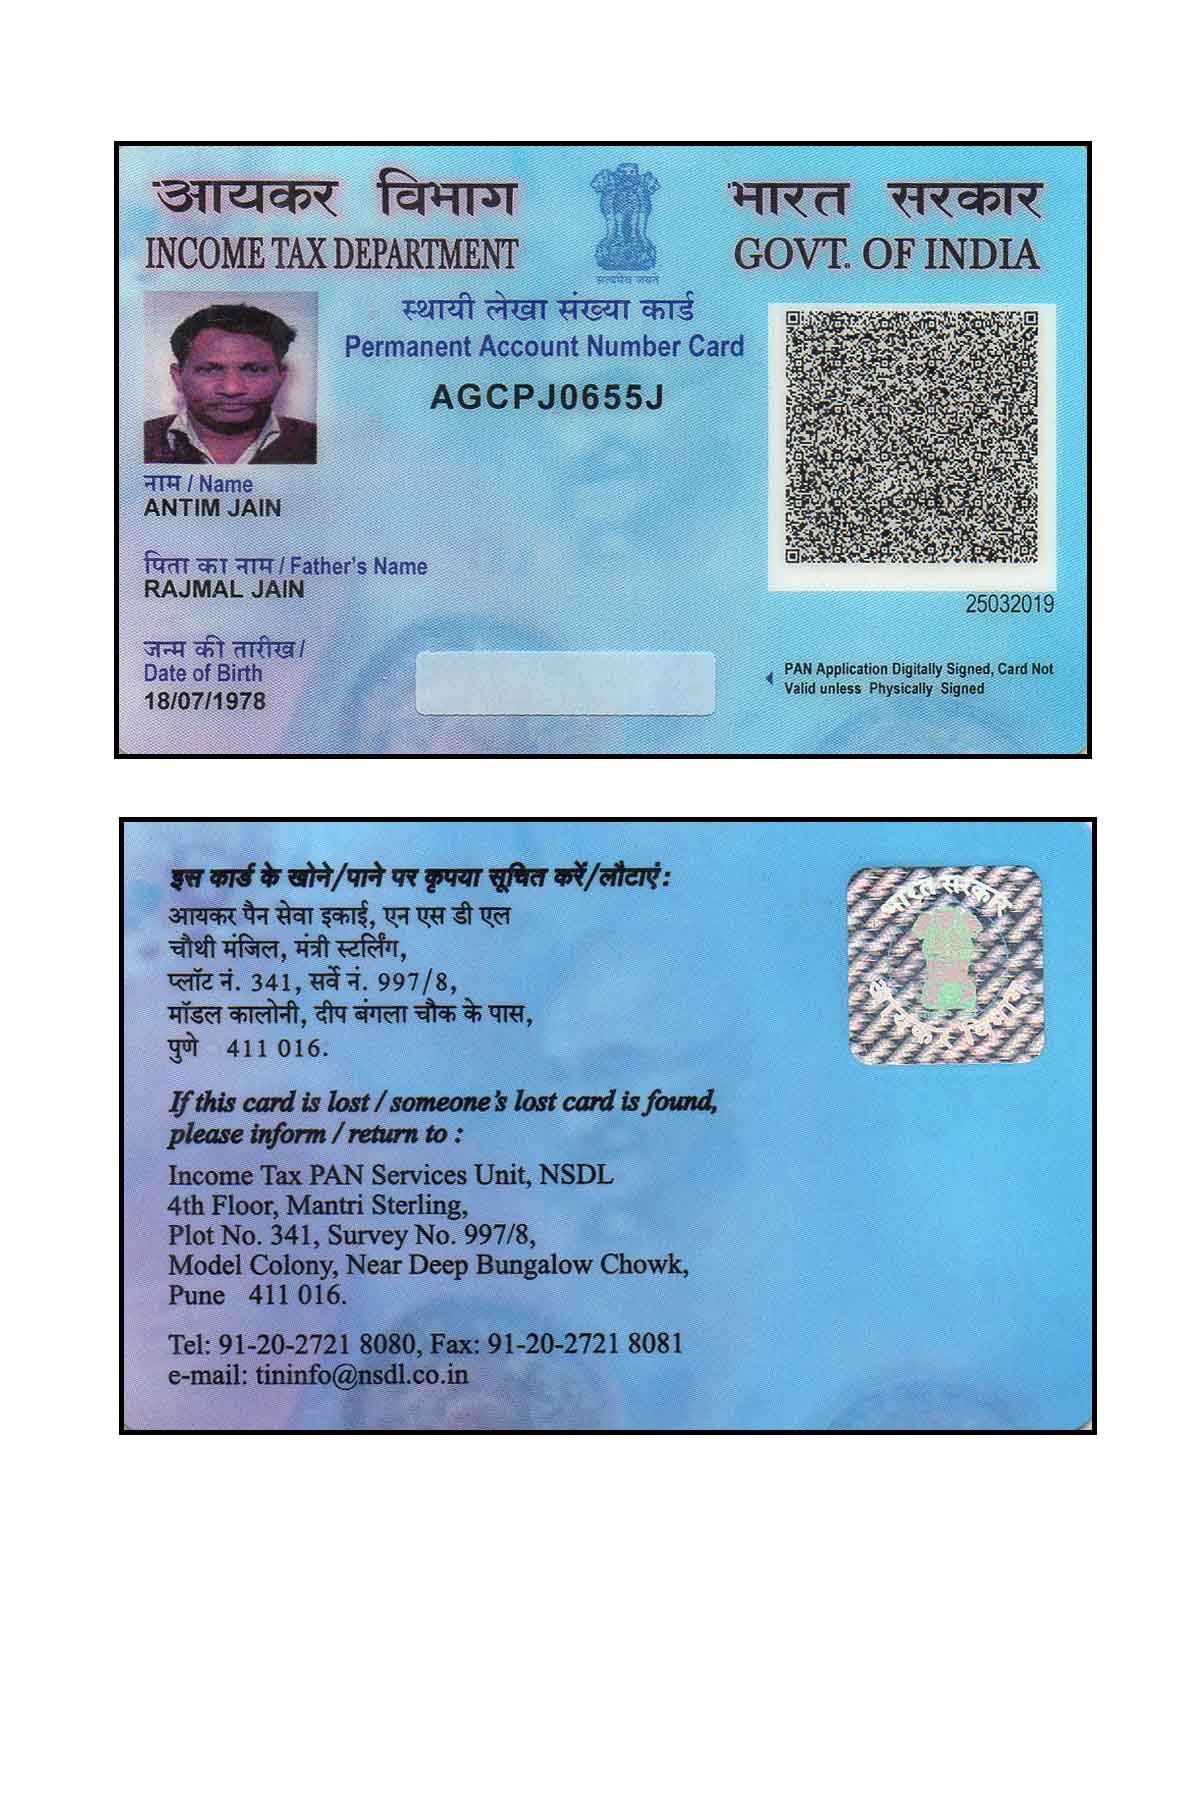 आयकर विभाग
INCOME TAX DEPARTMENT
सत्यमेव जयते
भारत सरकार
GOVT. OF INDIA
स्थायी लेखा संख्या कार्ड
Permanent Account Number Card
AGCPJ0655J
नाम / Name
ANTIM JAIN
पिता का नाम / Father's Name
RAJMAL JAIN
जन्म की तारीख /
Date of Birth
18/07/1978
25032019
PAN Application Digitally Signed, Card Not
Valid unless Physically Signed
इस कार्ड के खोने/पाने पर कृपया सूचित करें/लौटाएं :
आयकर पैन सेवा इकाई, एन एस डी एल
चौथी मंजिल, मंत्री स्टर्लिंग,
प्लॉट नं. 341, सर्वे नं. 997/8,
मॉडल कालोनी, दीप बंगला चौक के पास,
पुणे 411 016.
If this card is lost / someone's lost card is found,
please inform / return to :
Income Tax PAN Services Unit, NSDL
4th Floor, Mantri Sterling,
Plot No. 341, Survey No. 997/8,
Model Colony, Near Deep Bungalow Chowk,
Pune 411 016.
Tel: 91-20-2721 8080, Fax: 91-20-2721 8081
e-mail: tininfo@nsdl.co.in
भारत सरकार
आयकर विभाग